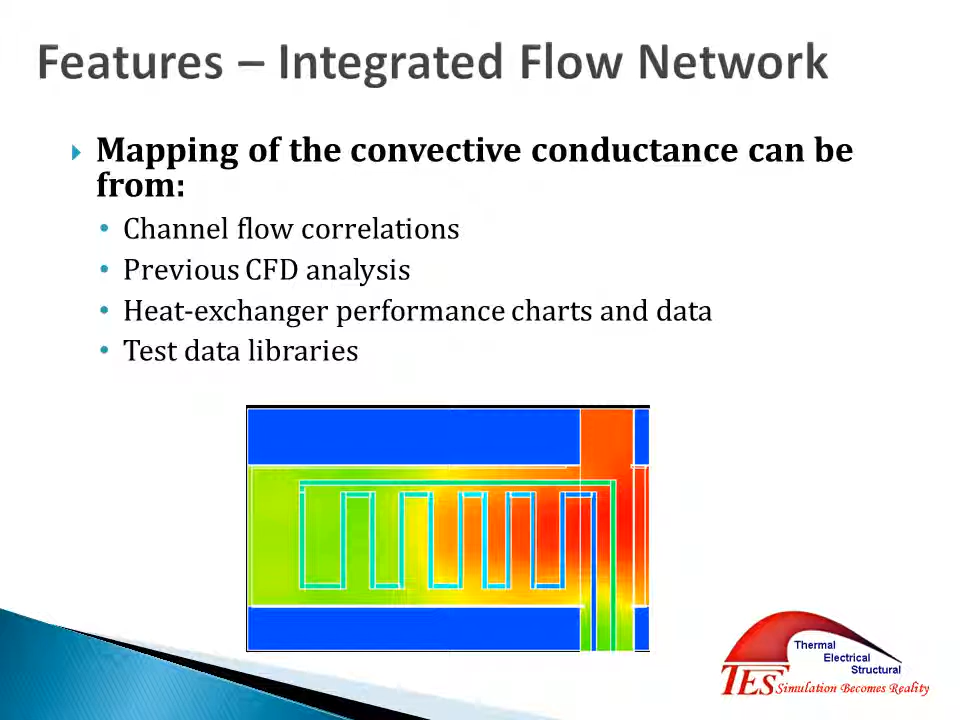 Features – Integrated Flow Network
Mapping of the convective conductance can be
from:
Channel flow correlations
Previous CFD analysis
Heat-exchanger performance charts and data
Test data libraries
Thermal
Electrical
Structural
TES Simulation Becomes Reality